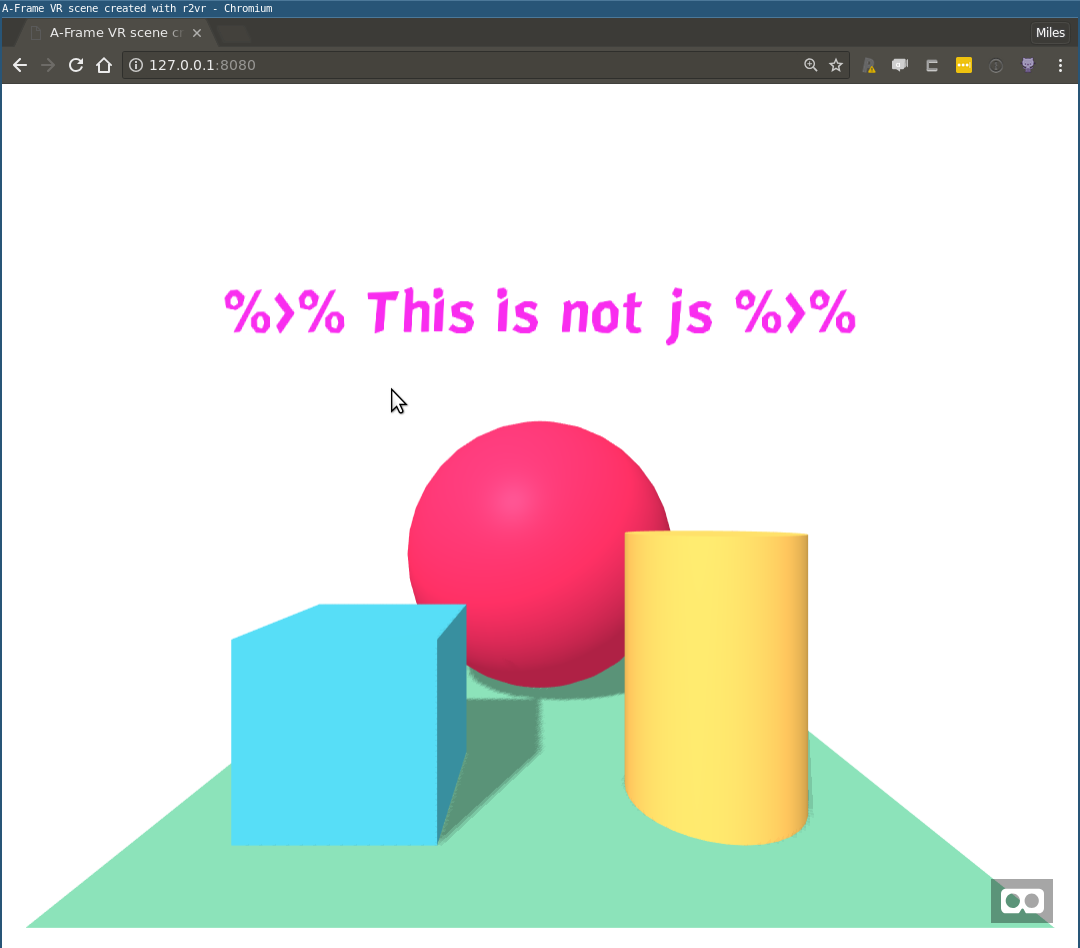 A-Frame VR scene created with r2vr - Chromium
A-Frame VR scene cr
Miles
127.0.0.1:8080
%>% This is not js %>%